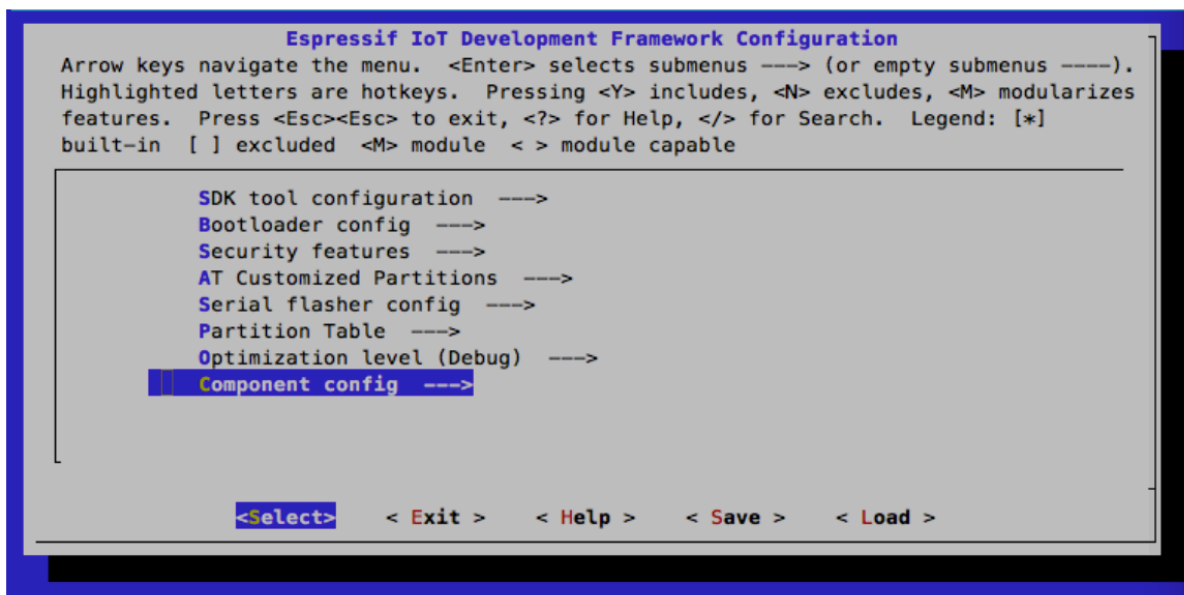 Espressif IoT Development Framework Configuration
Arrow keys navigate the menu.  <Enter> selects submenus ---> (or empty submenus ----).
Highlighted letters are hotkeys.  Pressing <Y> includes, <N> excludes, <M> modularizes
features.  Press <Esc><Esc> to exit, <?> for Help, </> for Search.  Legend: [*]
built-in  [ ] excluded  <M> module  < > module capable
SDK tool configuration  --->
Bootloader config  --->
Security features  --->
AT Customized Partitions  --->
Serial flasher config  --->
Partition Table  --->
Optimization level (Debug)  --->
Component config  --->
<Select>    < Exit >    < Help >    < Save >    < Load >